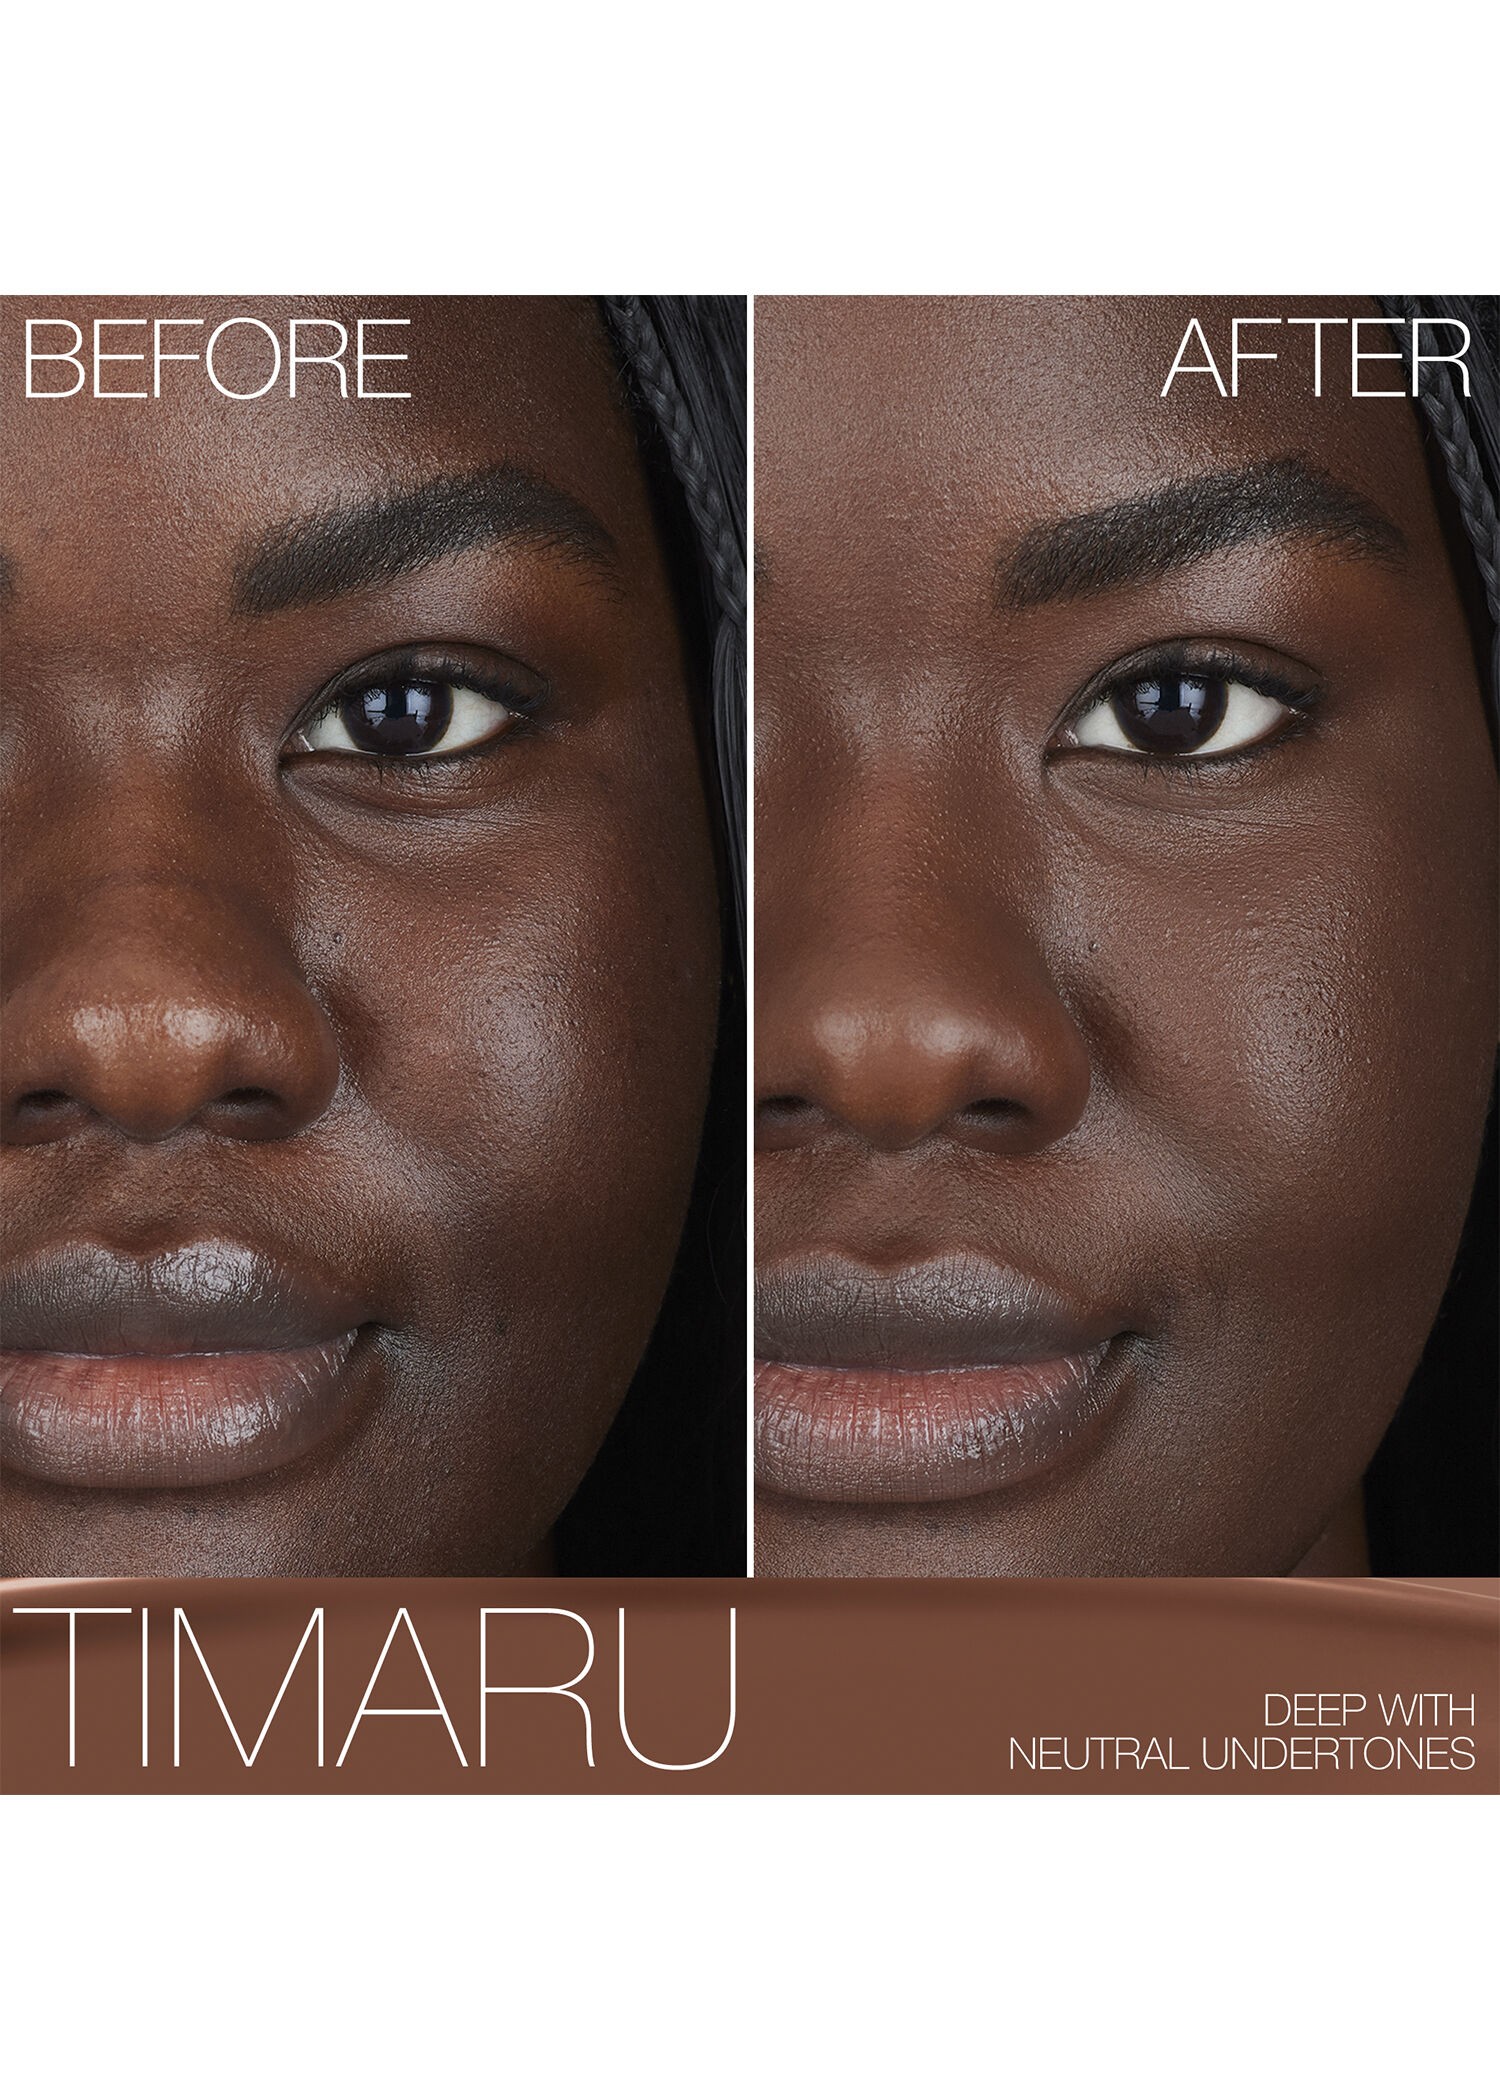 BEFORE
AFTER
TIMARU
DEEP WITH
NEUTRAL UNDERTONES